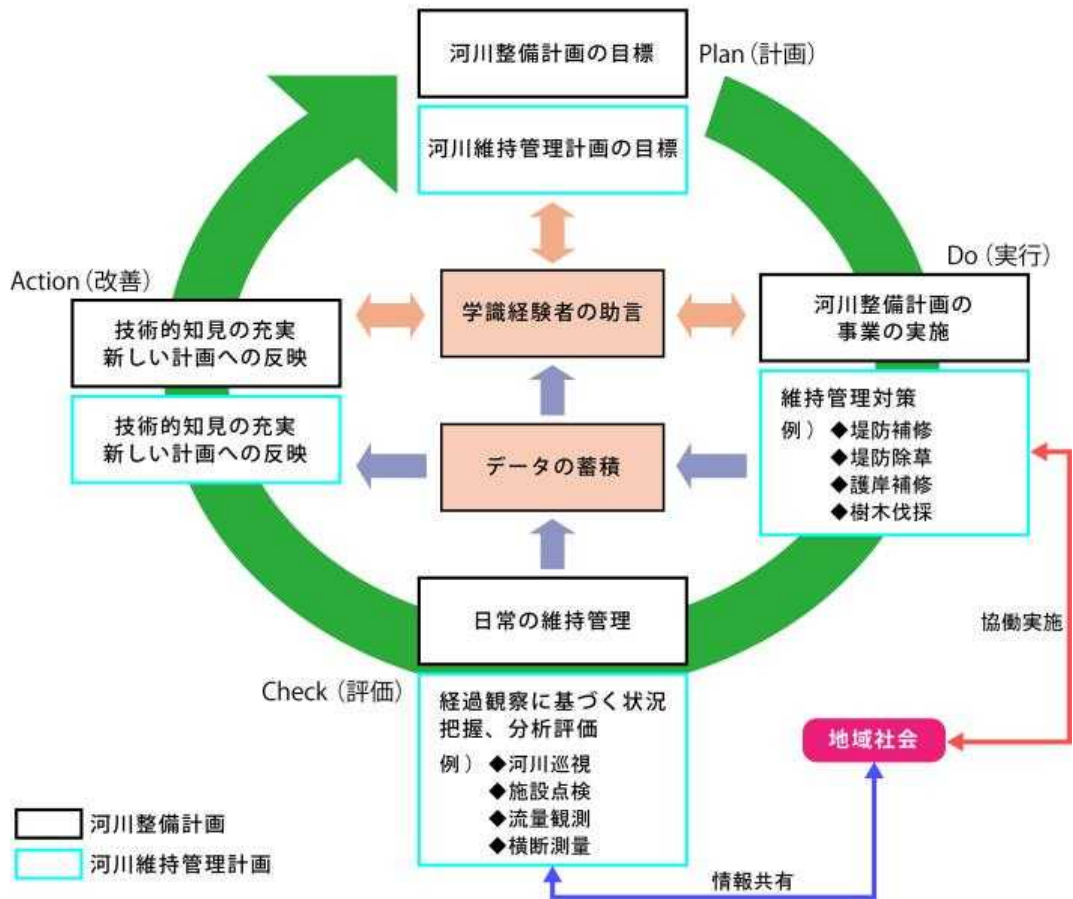 河川整備計画の目標
Plan（計画）
河川維持管理計画の目標
Do（実行）
Action（改善）
学識経験者の助言
河川整備計画の
事業の実施
技術的知見の充実
新しい計画への反映
維持管理対策
例）◆堤防補修
◆堤防除草
◆護岸補修
◆樹木伐採
技術的知見の充実
新しい計画への反映
データの蓄積
日常の維持管理
協働実施
Check（評価）
経過観察に基づく状況
把握、分析評価
例）◆河川巡視
◆施設点検
◆流量観測
◆横断測量
地域社会
河川整備計画
河川維持管理計画
情報共有